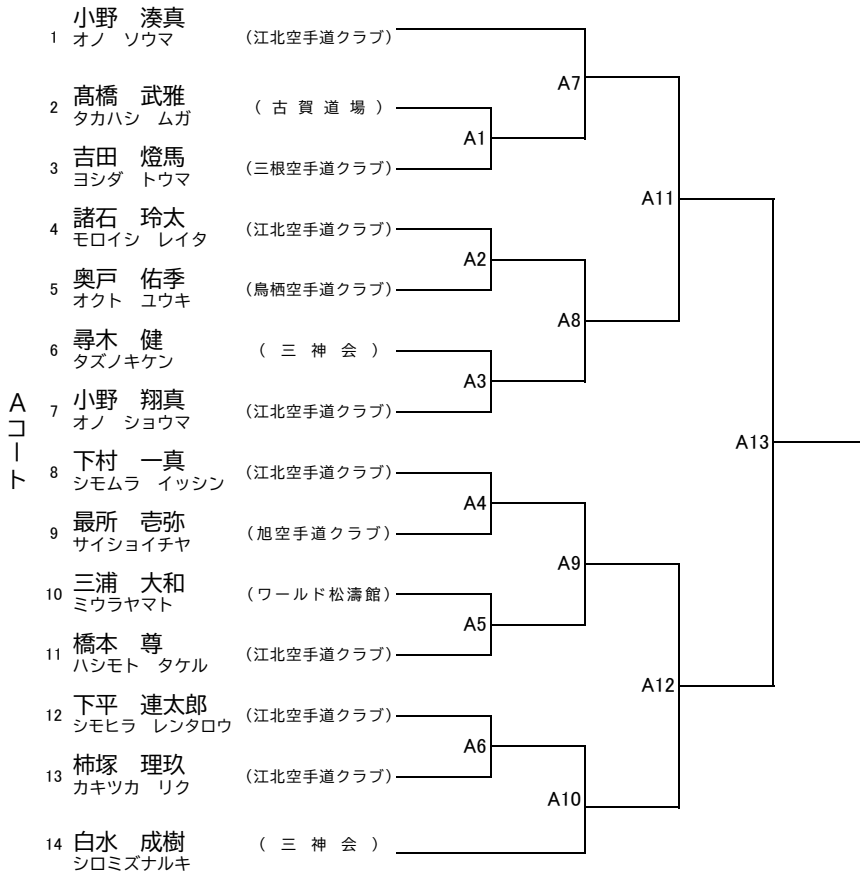 小野　湊真
1 オノ　ソウマ (江北空手道クラブ)
A7
2 髙橋　武雅 (古賀道場)
タカハシ　ムガ
A1
3 吉田　燈馬 (三根空手道クラブ)
ヨシダ　トウマ
A11
4 諸石　玲太 (江北空手道クラブ)
モロイシ　レイタ
A2
5 奥戸　佑季 (鳥栖空手道クラブ)
オクト　ユウキ
A8
6 尋木　健 (三神会)
タズノキケン
A3
7 小野　翔真 (江北空手道クラブ)
オノ　ショウマ
Aコート
A13
8 下村　一真 (江北空手道クラブ)
シモムラ　イッシン
A4
9 最所　壱弥 (旭空手道クラブ)
サイショイチヤ
A9
10 三浦　大和 (ワールド松濤館)
ミウラヤマト
A5
11 橋本　尊 (江北空手道クラブ)
ハシモト　タケル
A12
12 下平　連太郎 (江北空手道クラブ)
シモヒラ　レンタロウ
A6
13 柿塚　理玖 (江北空手道クラブ)
カキツカ　リク
A10
14 白水　成樹 (三神会)
シロミズナルキ